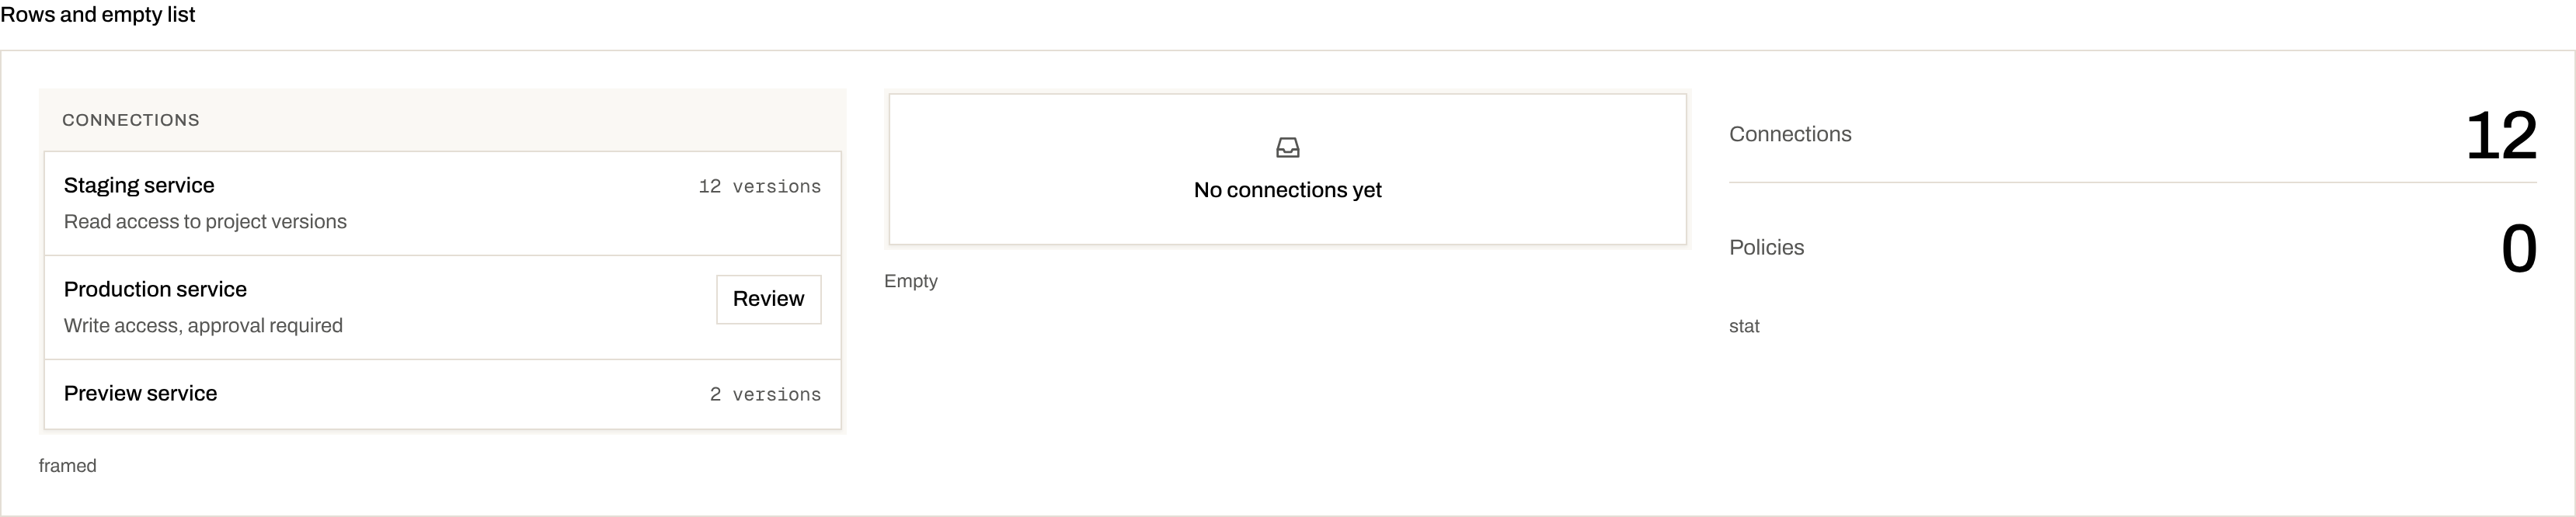 Rows and empty list
CONNECTIONS
Staging service
12 versions
Read access to project versions
Production service
Review
Write access, approval required
Preview service
2 versions
framed
No connections yet
Empty
Connections
12
Policies
0
stat